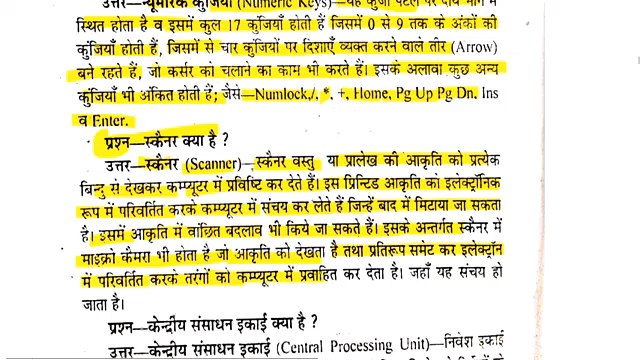 उत्तर—न्यूमेरिक कुंजियाँ (Numeric Keys)—यह कुंजी पटल पर दायें भाग में
स्थित होता है व इसमें कुल 17 कुंजियाँ होती हैं जिसमें 0 से 9 तक के अंकों की
कुंजियाँ होती हैं, जिसमें से चार कुंजियों पर दिशाएँ व्यक्त करने वाले तीर (Arrow)
बने रहते हैं, जो कर्सर को चलाने का काम भी करते हैं। इसके अलावा कुछ अन्य
कुंजियाँ भी अंकित होती हैं; जैसे—Numlock,/, *, +, Home, Pg Up Pg Dn, Ins
व Enter.
प्रश्न—स्कैनर क्या है ?
उत्तर—स्कैनर (Scanner)—स्कैनर वस्तु या प्रालेख की आकृति को प्रत्येक
बिन्दु से देखकर कम्प्यूटर में प्रविष्टि कर देते हैं। इस प्रिन्टिड आकृति को इलेक्ट्रॉनिक
रूप में परिवर्तित करके कम्प्यूटर में संचय कर लेते हैं जिन्हें बाद में मिटाया जा सकता
है। इसमें आकृति में वांछित बदलाव भी किये जा सकते हैं। इसके अन्तर्गत स्कैनर में
माइक्रो कैमरा भी होता है जो आकृति को देखता है तथा प्रतिरूप समेट कर इलेक्ट्रॉन
में परिवर्तित करके तरंगों को कम्प्यूटर में प्रवाहित कर देता है। जहाँ यह संचय हो
जाता है।
प्रश्न—केन्द्रीय संसाधन इकाई क्या है ?
उत्तर—केन्द्रीय संसाधन इकाई (Central Processing Unit)—निवेश इकाई